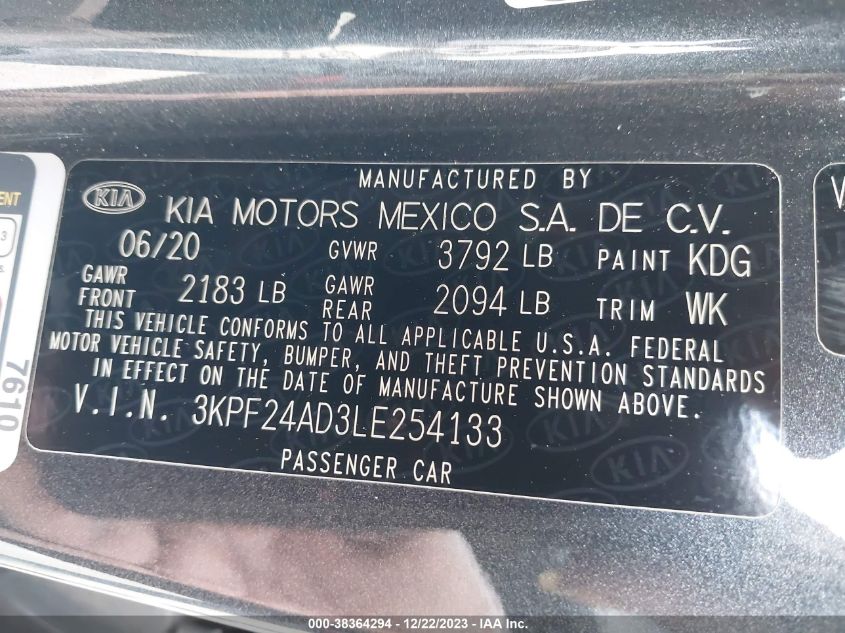 MANUFACTURED BY
KIA KIA MOTORS MEXICO S.A. DE C.V.
06/20 GVWR 3792 LB PAINT KDG
GAWR FRONT 2183 LB GAWR REAR 2094 LB TRIM WK
THIS VEHICLE CONFORMS TO ALL APPLICABLE U.S.A. FEDERAL
MOTOR VEHICLE SAFETY, BUMPER, AND THEFT PREVENTION STANDARDS
IN EFFECT ON THE DATE OF MANUFACTURE SHOWN ABOVE.
V.I.N. 3KPF24AD3LE254133
PASSENGER CAR
7610
000-38364294 - 12/22/2023 - IAA Inc.